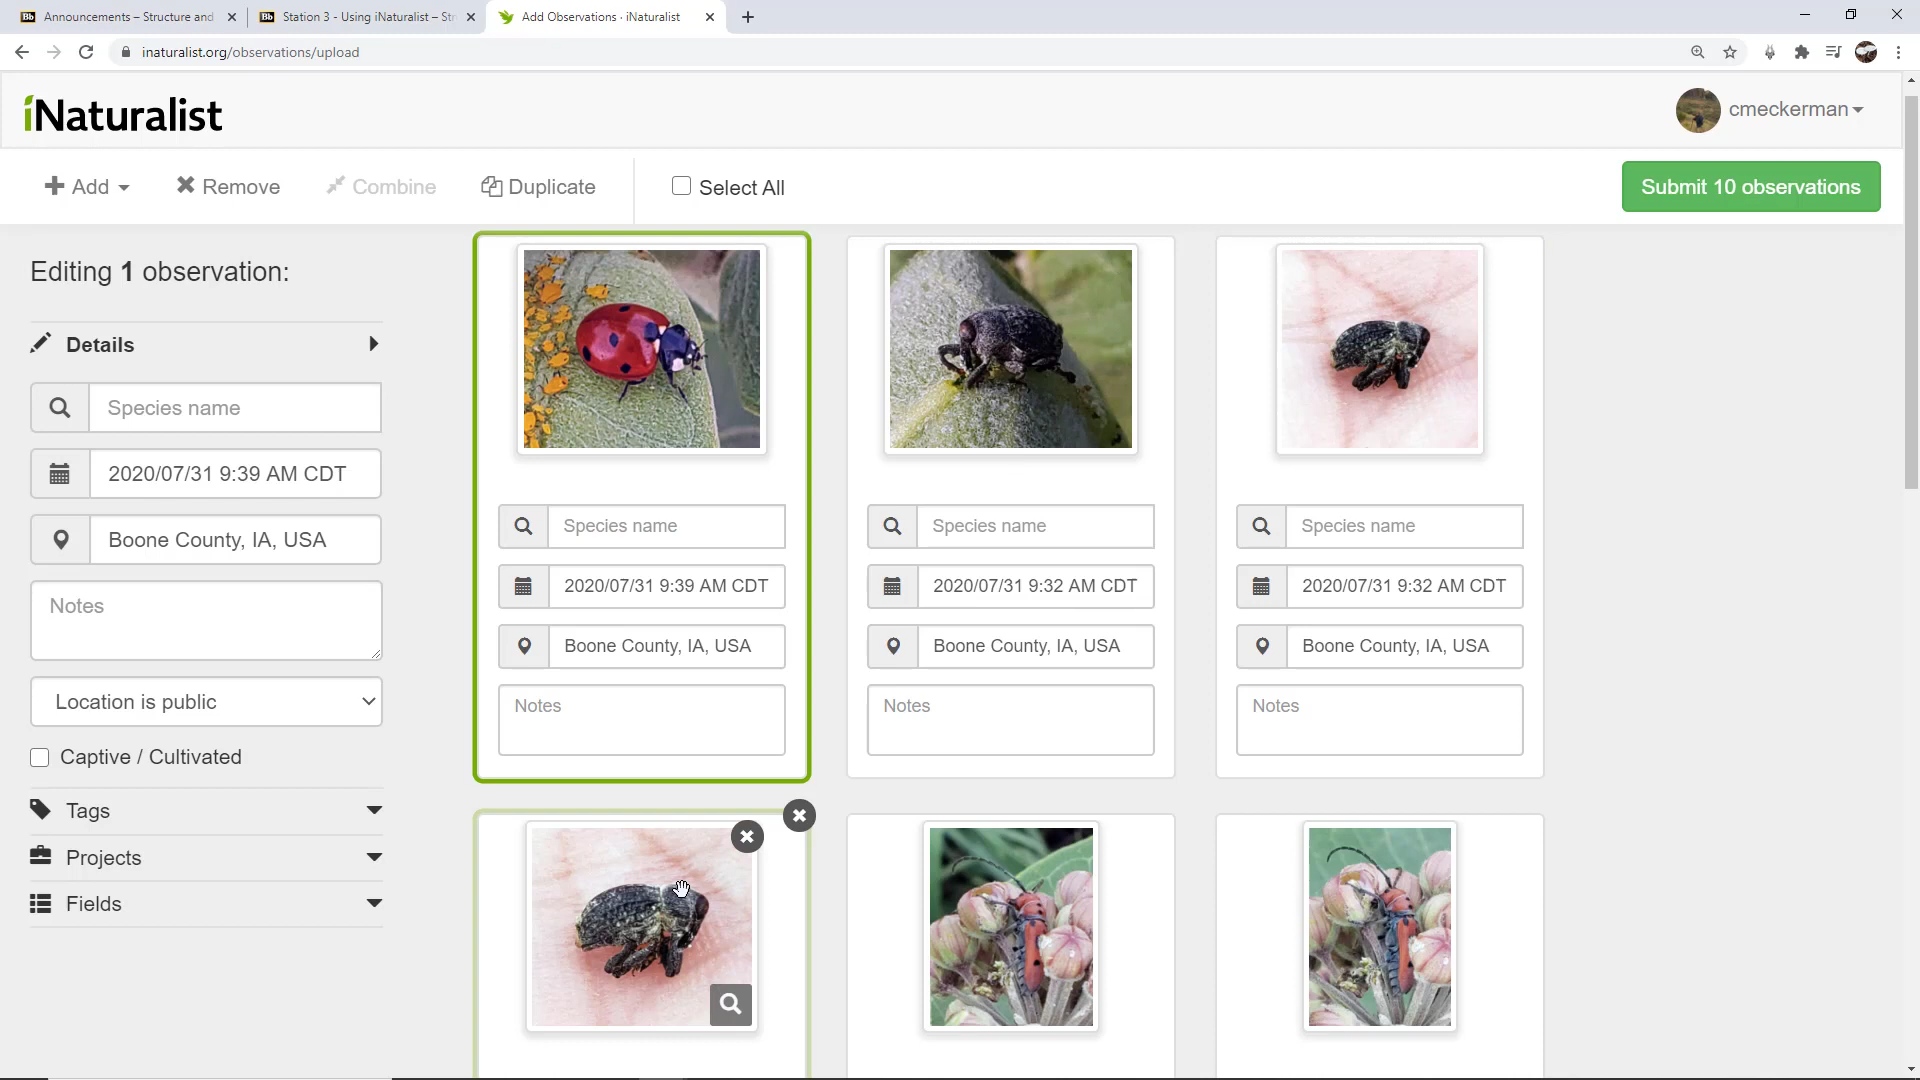 Announcements – Structure and
Station 3 - Using iNaturalist – Str
Add Observations · iNaturalist
inaturalist.org/observations/upload
iNaturalist
cmeckerman
Add
Remove
Combine
Duplicate
Select All
Submit 10 observations
Editing 1 observation:
Details
Species name
2020/07/31 9:39 AM CDT
Boone County, IA, USA
Notes
Location is public
Captive / Cultivated
Tags
Projects
Fields
Species name
2020/07/31 9:39 AM CDT
Boone County, IA, USA
Notes
Species name
2020/07/31 9:32 AM CDT
Boone County, IA, USA
Notes
Species name
2020/07/31 9:32 AM CDT
Boone County, IA, USA
Notes